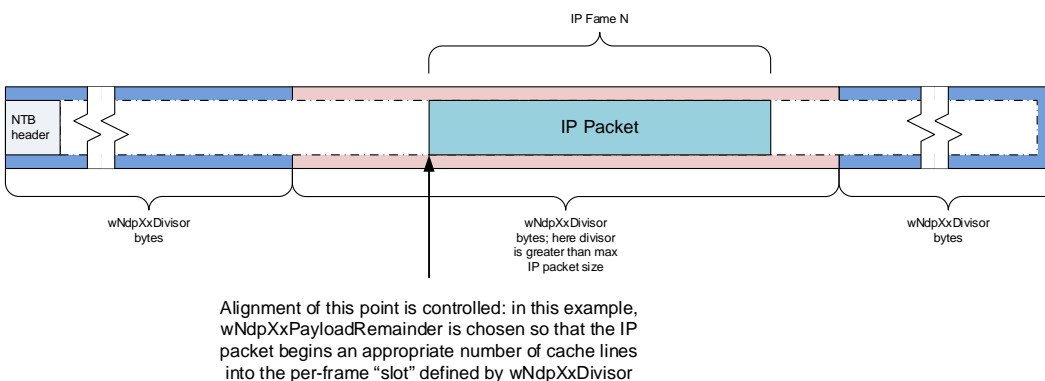 IP Fame N
NTB
header
IP Packet
wNdpXxDivisor
bytes
wNdpXxDivisor
bytes; here divisor
is greater than max
IP packet size
wNdpXxDivisor
bytes
Alignment of this point is controlled: in this example,
wNdpXxPayloadRemainder is chosen so that the IP
packet begins an appropriate number of cache lines
into the per-frame “slot” defined by wNdpXxDivisor